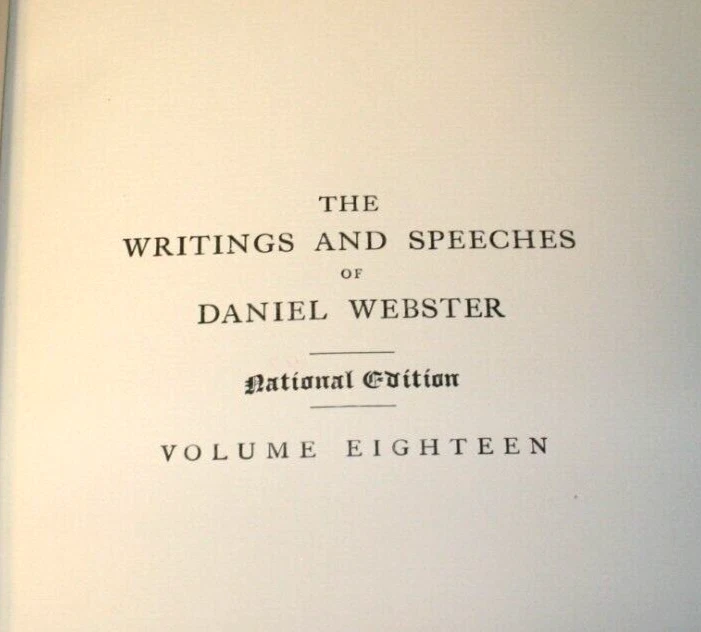 THE
WRITINGS AND SPEECHES
OF
DANIEL WEBSTER
National Edition
VOLUME EIGHTEEN